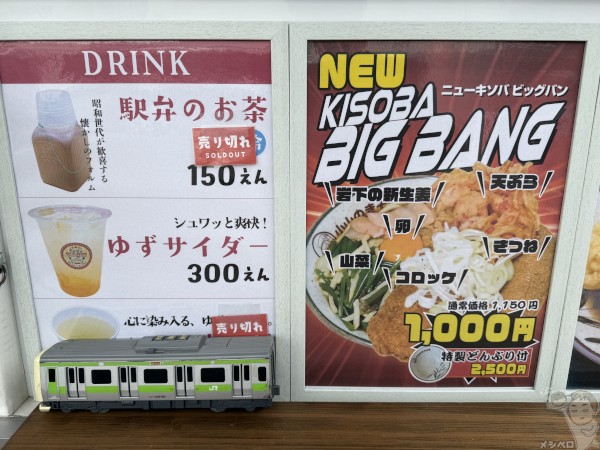 DRINK
昭和世代が歓喜する
懐かしのフォルム
駅弁のお茶
売り切れ
SOLDOUT
150えん
シュワッと爽快!
ゆずサイダー
300えん
心に染み入る、ゆ
売り切れ
JR
NEW
KISOBA
BIG BANG
ニューキソバ ビッグバン
岩下の新生姜
天ぷら
卵
山菜
きつね
コロッケ
通常価格 1,150円
1,000円
特製どんぶり付
2,500円
メシペロ